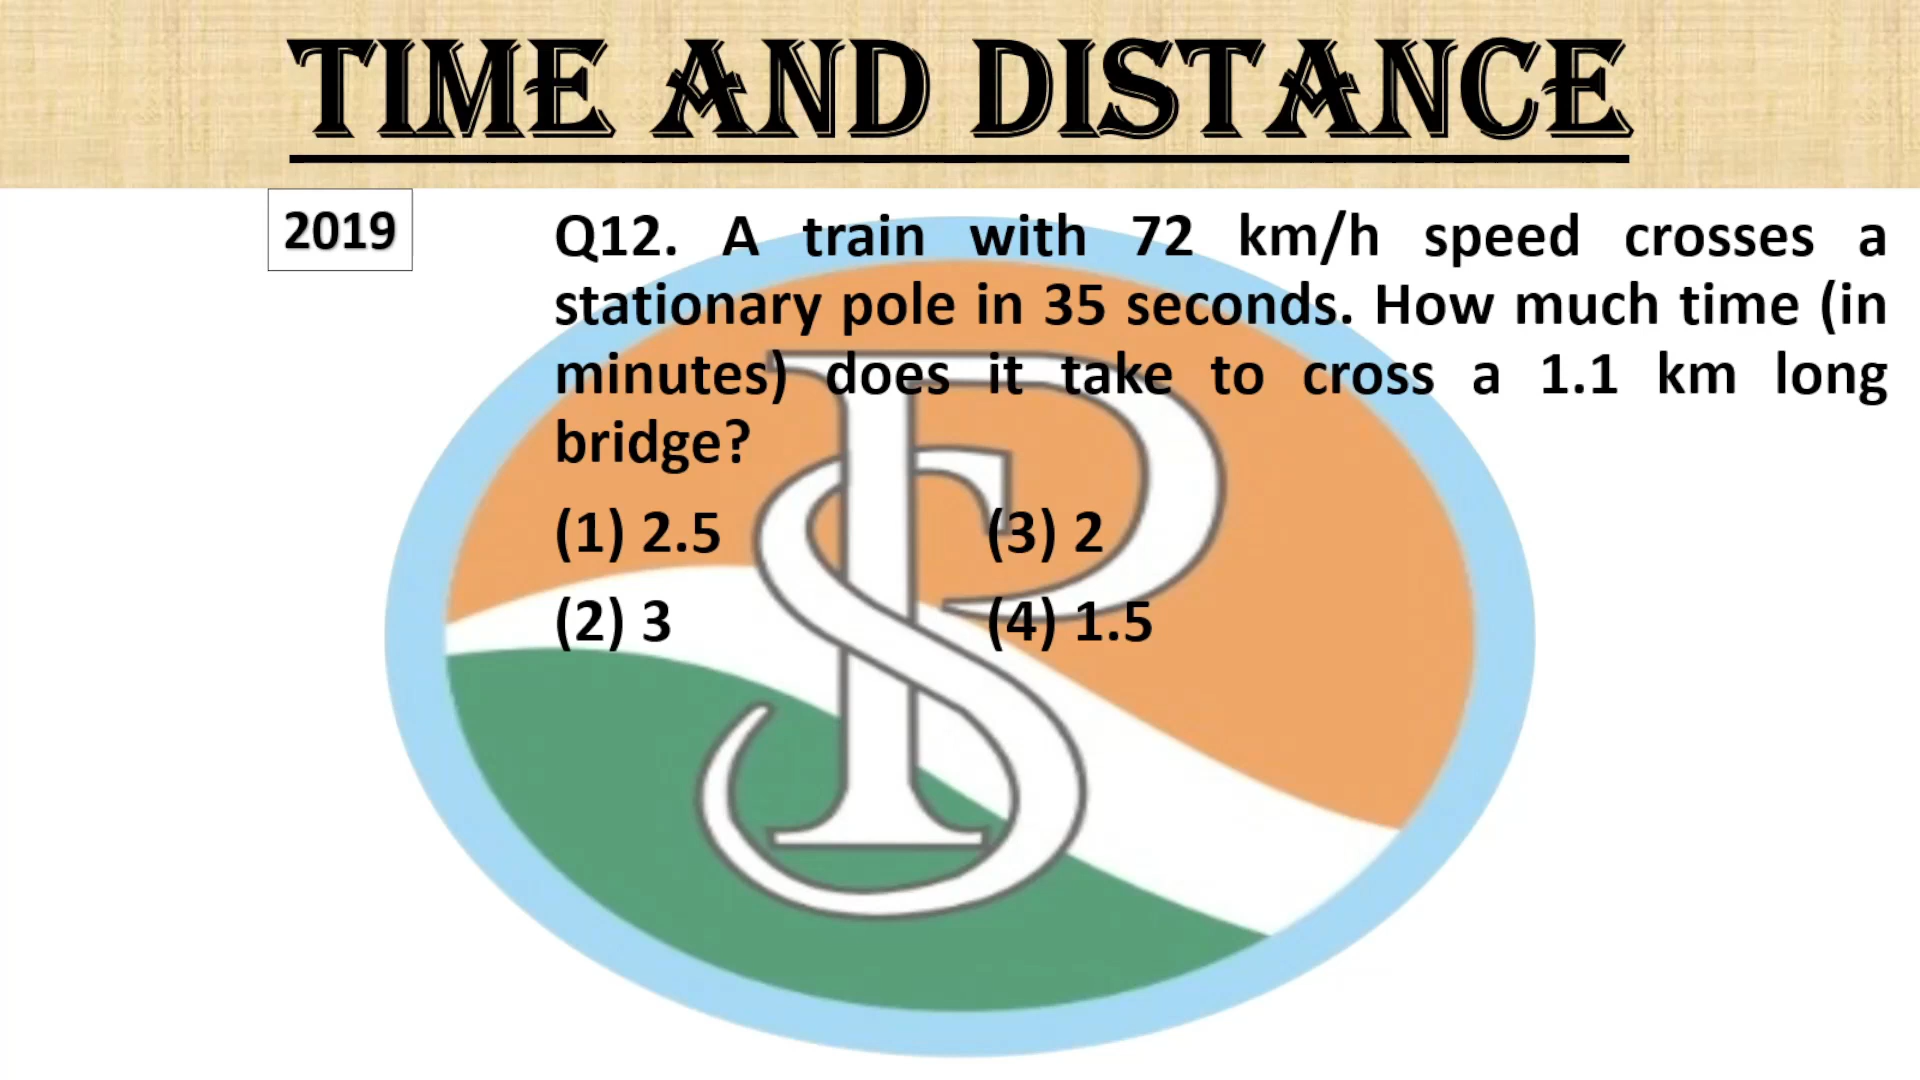 TIME AND DISTANCE
2019
Q12. A train with 72 km/h speed crosses a
stationary pole in 35 seconds. How much time (in
minutes) does it take to cross a 1.1 km long
bridge?
(1) 2.5 (3) 2
(2) 3 (4) 1.5